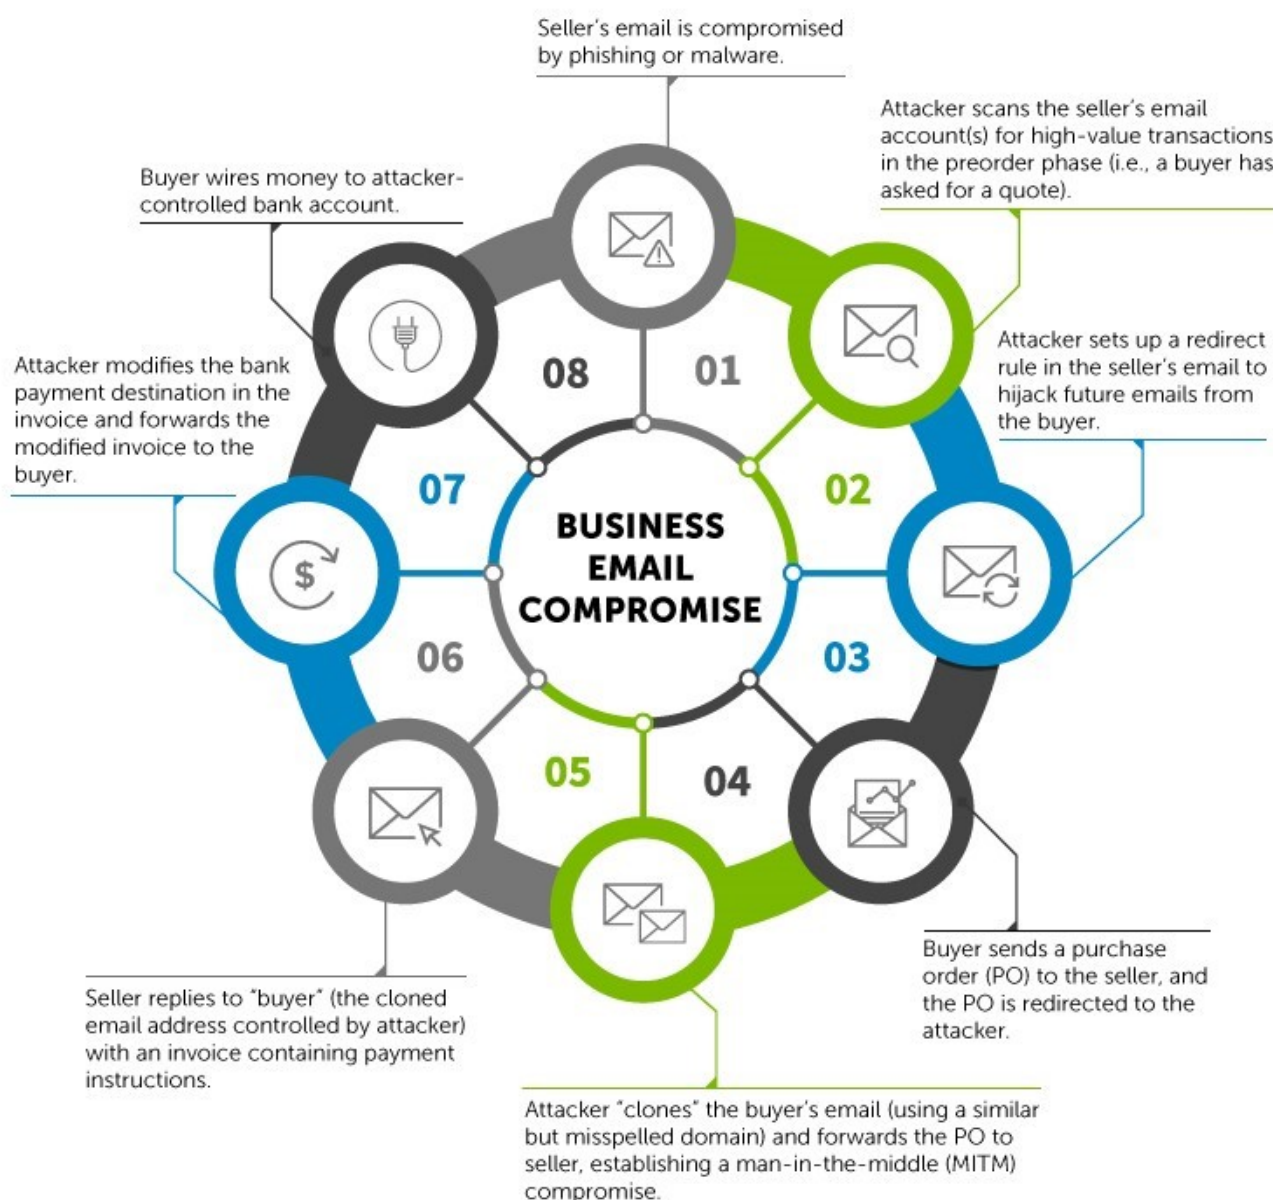 Seller's email is compromised
by phishing or malware.
Attacker scans the seller's email
account(s) for high-value transactions
in the preorder phase (i.e., a buyer has
asked for a quote).
Buyer wires money to attacker-
controlled bank account.
Attacker sets up a redirect
rule in the seller's email to
hijack future emails from
the buyer.
Attacker modifies the bank
payment destination in the
invoice and forwards the
modified invoice to the
buyer.
08
01
07
02
BUSINESS
EMAIL
COMPROMISE
06
03
05
04
$
Buyer sends a purchase
order (PO) to the seller, and
the PO is redirected to the
attacker.
Seller replies to "buyer" (the cloned
email address controlled by attacker)
with an invoice containing payment
instructions.
Attacker "clones" the buyer's email (using a similar
but misspelled domain) and forwards the PO to
seller, establishing a man-in-the-middle (MITM)
compromise.